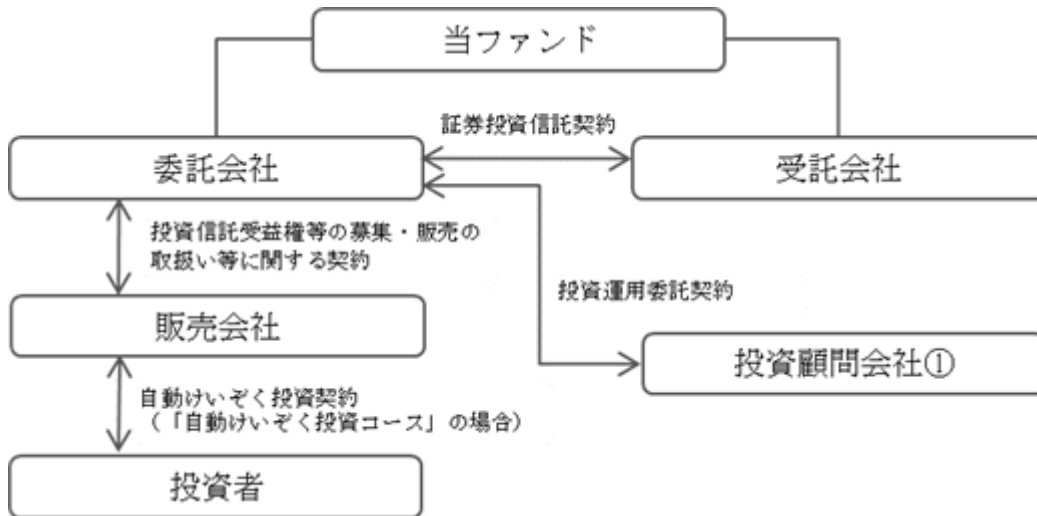 当ファンド
証券投資信託契約
委託会社
受託会社
投資信託受益権等の募集・販売の
取扱い等に関する契約
投資運用委託契約
販売会社
投資顧問会社①
自動けいぞく投資契約
（「自動けいぞく投資コース」の場合）
投資者